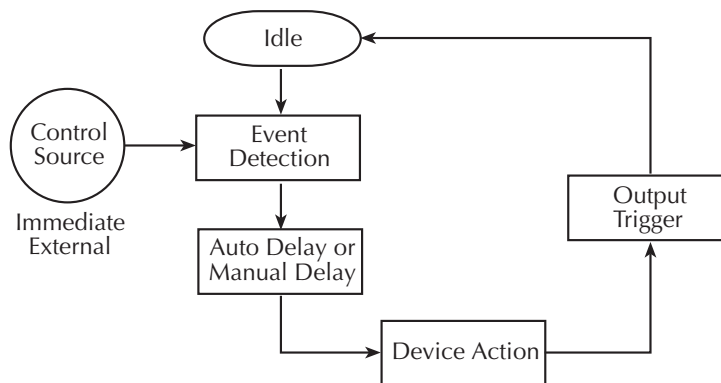 Idle
Control
Source
Immediate
External
Event
Detection
Auto Delay or
Manual Delay
Device Action
Output
Trigger